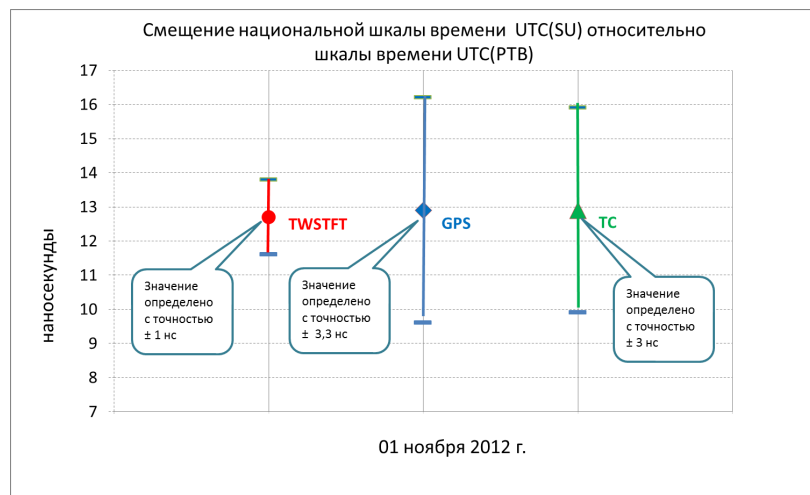 Смещение национальной шкалы времени  UTC(SU) относительно
шкалы времени UTC(PTB)
17
16
15
14
13
12
11
10
9
8
7
наносекунды
TWSTFT
GPS
TC
Значение
определено
с точностью
± 1 нс
Значение
определено
с точностью
±  3,3 нс
Значение
определено
с точностью
± 3 нс
01 ноября 2012 г.